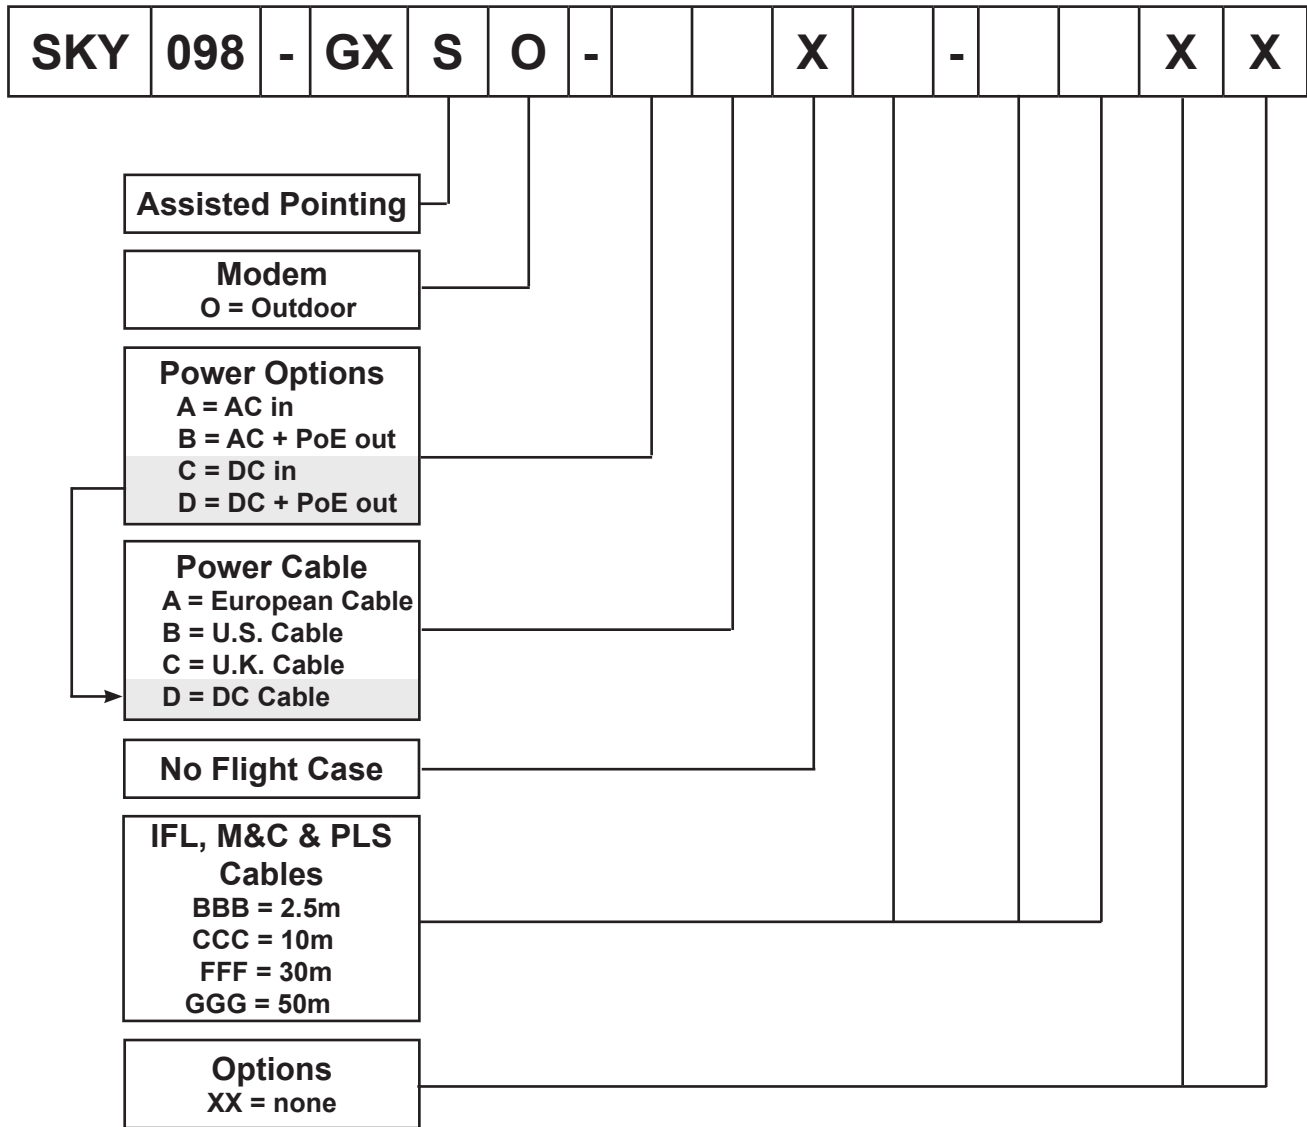 SKY 098 - GX S O - X - X X
Assisted Pointing
Modem
O = Outdoor
Power Options
A = AC in
B = AC + PoE out
C = DC in
D = DC + PoE out
Power Cable
A = European Cable
B = U.S. Cable
C = U.K. Cable
D = DC Cable
No Flight Case
IFL, M&C & PLS
Cables
BBB = 2.5m
CCC = 10m
FFF = 30m
GGG = 50m
Options
XX = none